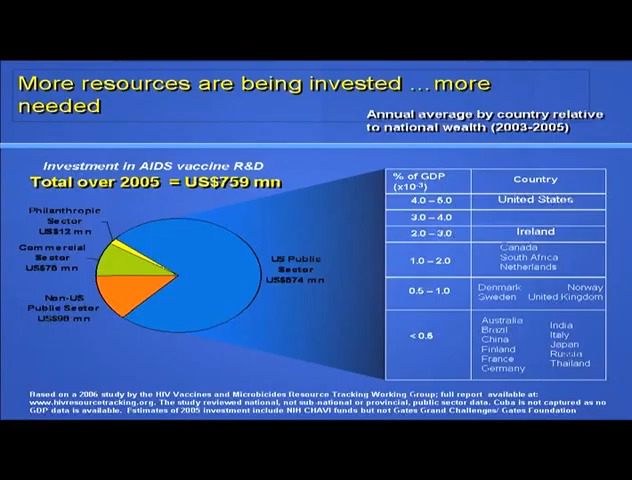 More resources are being invested ...more
needed
Annual average by country relative
to national wealth (2003-2005)
Investment in AIDS vaccine R&D
Total over 2005 = US$759 mn
Philanthropic
Sector
US$12 mn
Commercial
Sector
US$75 mn
Non-US
Public Sector
US$98 mn
US Public
Sector
US$574 mn
% of GDP
(x10-3)
Country
4.0 – 5.0
United States
3.0 – 4.0
2.0 – 3.0
Ireland
1.0 – 2.0
Canada
South Africa
Netherlands
0.5 – 1.0
Denmark Norway
Sweden United Kingdom
< 0.5
Australia
Brazil
China
Finland
France
Germany
India
Italy
Japan
Russia
Thailand
Based on a 2006 study by the HIV Vaccines and Microbicides Resource Tracking Working Group; full report available at:
www.hivresourcetracking.org. The study reviewed national, not sub-national or provincial, public sector data. Cuba is not captured as no
GDP data is available. Estimates of 2005 investment include NIH CHAVI funds but not Gates Grand Challenges/ Gates Foundation